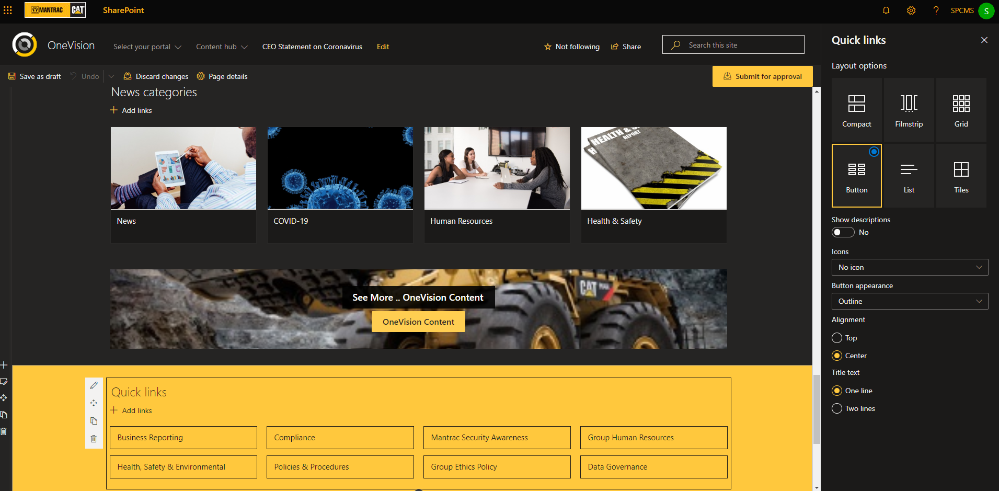 MANTRAC CAT SharePoint SPCMS S
OneVision Select your portal Content hub CEO Statement on Coronavirus Edit Not following Share Search this site
Save as draft Undo Discard changes Page details Submit for approval
News categories
Add links
HEALTH & S
REPORT
H
News COVID-19 Human Resources Health & Safety
CAT
See More .. OneVision Content
OneVision Content
Quick links
Add links
Business Reporting Compliance Mantrac Security Awareness Group Human Resources
Health, Safety & Environmental Policies & Procedures Group Ethics Policy Data Governance
Quick links
Layout options
Compact Filmstrip Grid
Button List Tiles
Show descriptions
No
Icons
No icon
Button appearance
Outline
Alignment
Top
Center
Title text
One line
Two lines